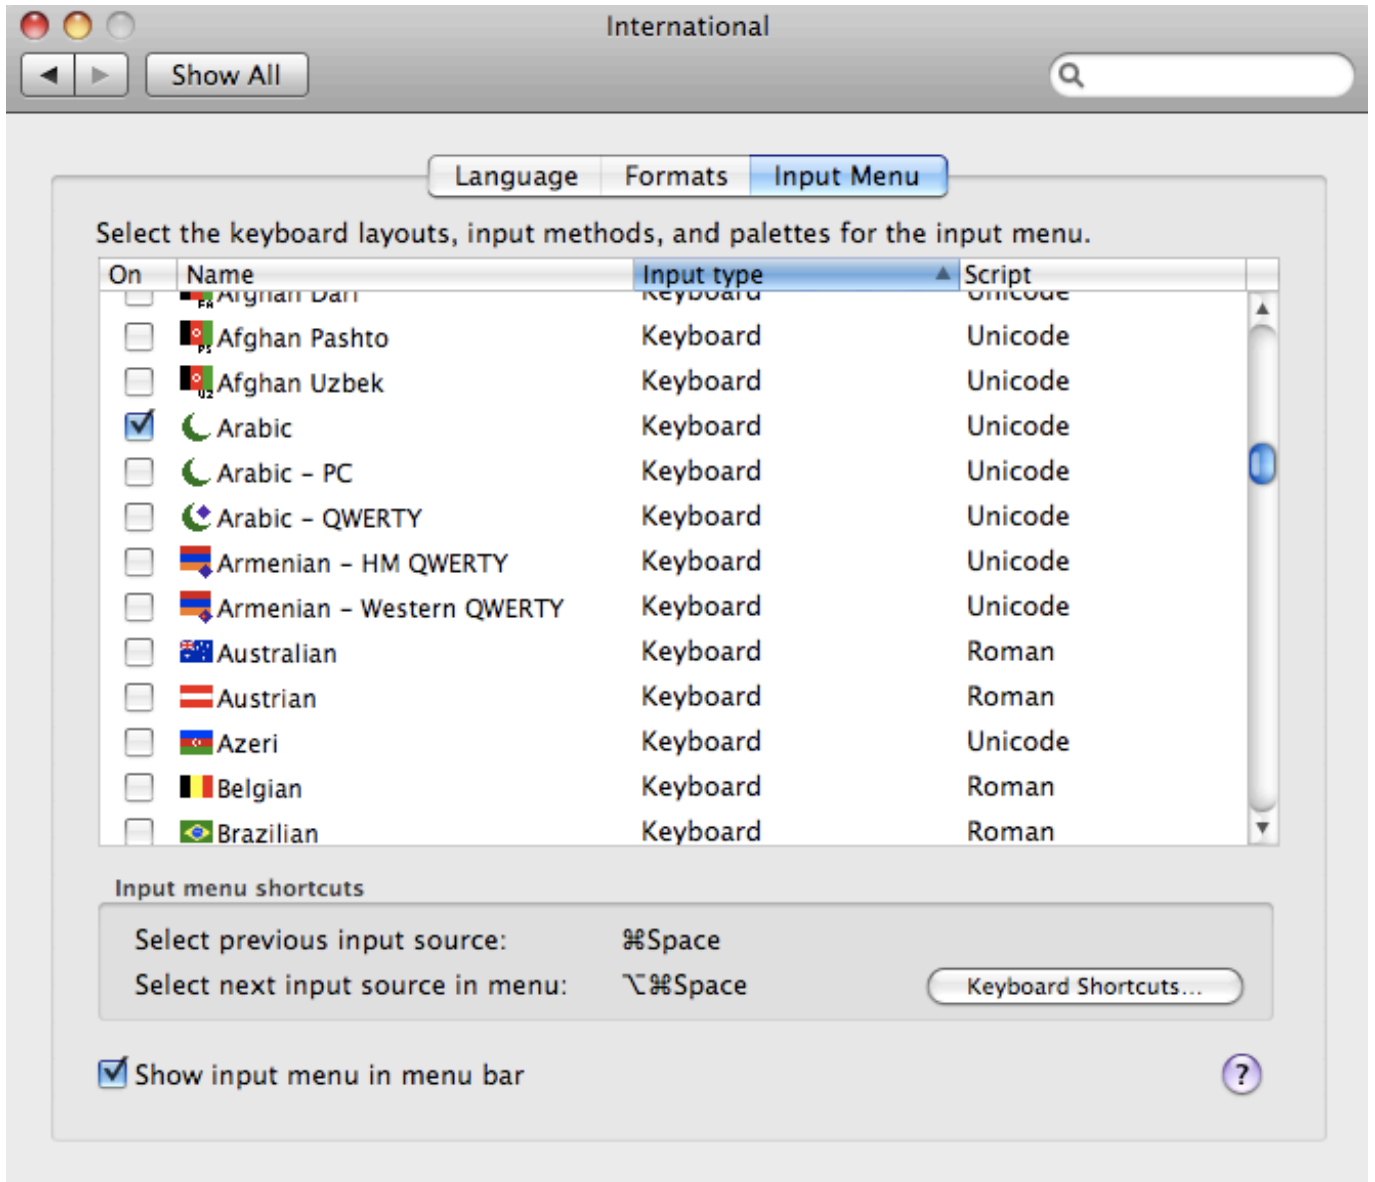 International
Show All
Language Formats Input Menu
Select the keyboard layouts, input methods, and palettes for the input menu.
On Name Input type Script
Afghan Dari Keyboard Unicode
Afghan Pashto Keyboard Unicode
Afghan Uzbek Keyboard Unicode
Arabic Keyboard Unicode
Arabic – PC Keyboard Unicode
Arabic – QWERTY Keyboard Unicode
Armenian – HM QWERTY Keyboard Unicode
Armenian – Western QWERTY Keyboard Unicode
Australian Keyboard Roman
Austrian Keyboard Roman
Azeri Keyboard Unicode
Belgian Keyboard Roman
Brazilian Keyboard Roman
Input menu shortcuts
Select previous input source: ⌘Space
Select next input source in menu: ⌥⌘Space Keyboard Shortcuts...
Show input menu in menu bar ?